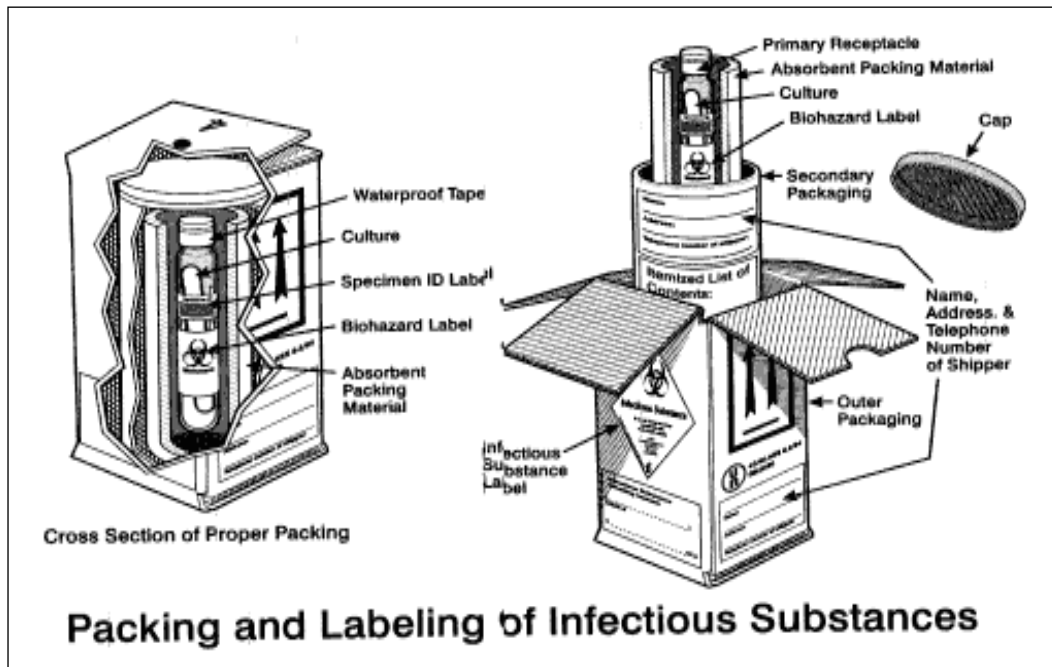 Primary Receptacle
Absorbent Packing Material
Culture
Biohazard Label
Cap
Secondary
Packaging
Waterproof Tape
Culture
Specimen ID Label
Biohazard Label
Absorbent
Packing
Material
Itemized List of
Contents:
Name,
Address. &
Telephone
Number
of Shipper
Outer
Packaging
Infectious Substance
Infectious
Substance
Label
Cross Section of Proper Packing
Packing and Labeling of Infectious Substances